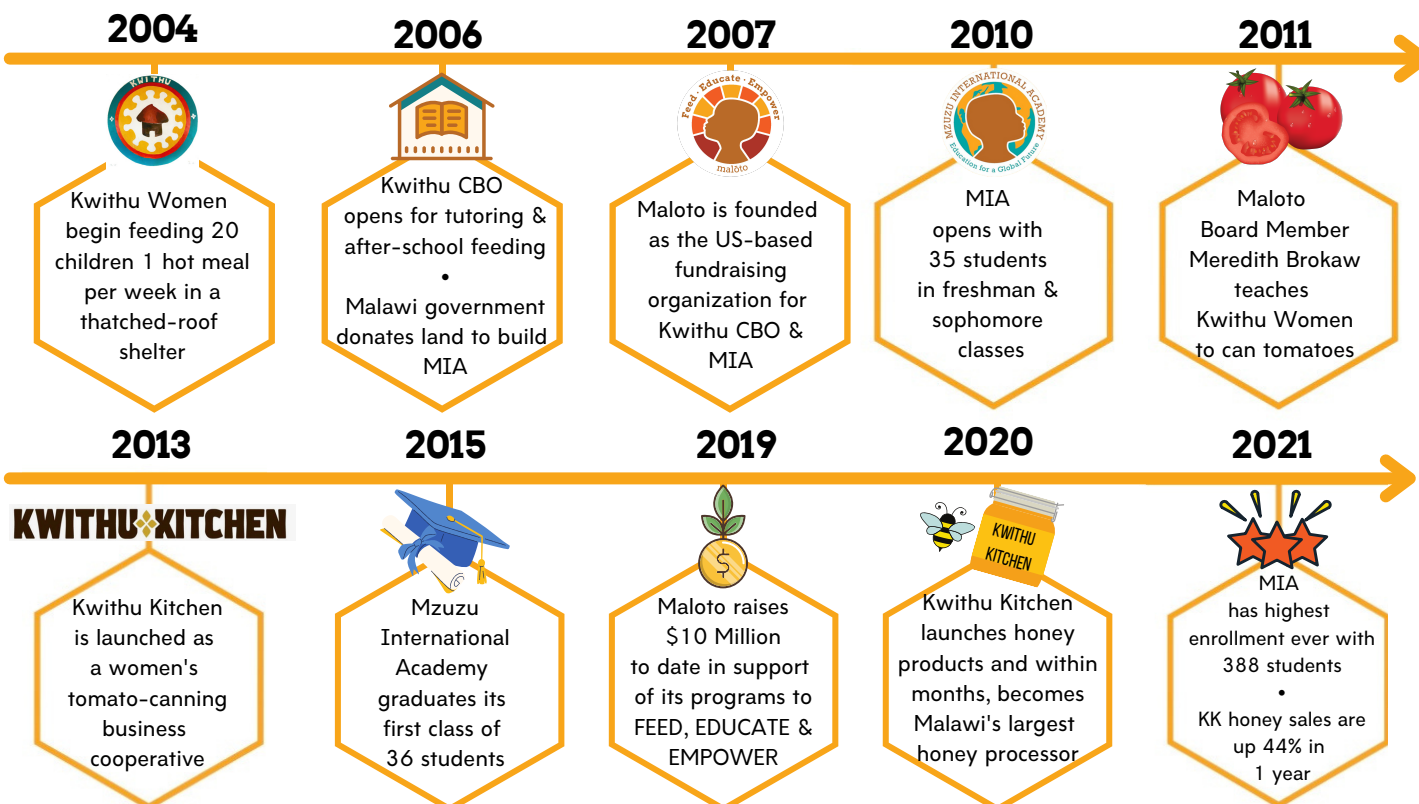 2004
2006
2007
2010
2011
KWITHU
Kwithu Women
begin feeding 20
children 1 hot meal
per week in a
thatched-roof
shelter
Kwithu CBO
opens for tutoring &
after-school feeding
•
Malawi government
donates land to build
MIA
Feed · Educate · Empower
malōto
Maloto is founded
as the US-based
fundraising
organization for
Kwithu CBO &
MIA
MZUZU INTERNATIONAL ACADEMY
Education for a Global Future
MIA
opens with
35 students
in freshman &
sophomore
classes
Maloto
Board Member
Meredith Brokaw
teaches
Kwithu Women
to can tomatoes
2013
2015
2019
2020
2021
KWITHU KITCHEN
Kwithu Kitchen
is launched as
a women's
tomato-canning
business
cooperative
Mzuzu
International
Academy
graduates its
first class of
36 students
$
Maloto raises
$10 Million
to date in support
of its programs to
FEED, EDUCATE &
EMPOWER
KWITHU
KITCHEN
Kwithu Kitchen
launches honey
products and within
months, becomes
Malawi's largest
honey processor
MIA
has highest
enrollment ever with
388 students
•
KK honey sales are
up 44% in
1 year